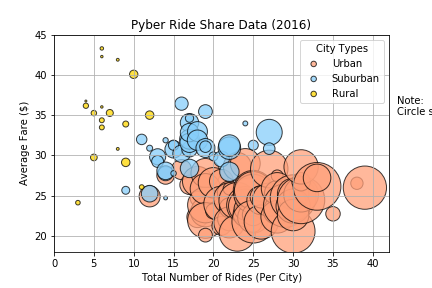 Pyber Ride Share Data (2016)
45
40
35
30
25
20
Average Fare ($)
City Types
Urban
Suburban
Rural
Note:
Circle s
0
5
10
15
20
25
30
35
40
Total Number of Rides (Per City)